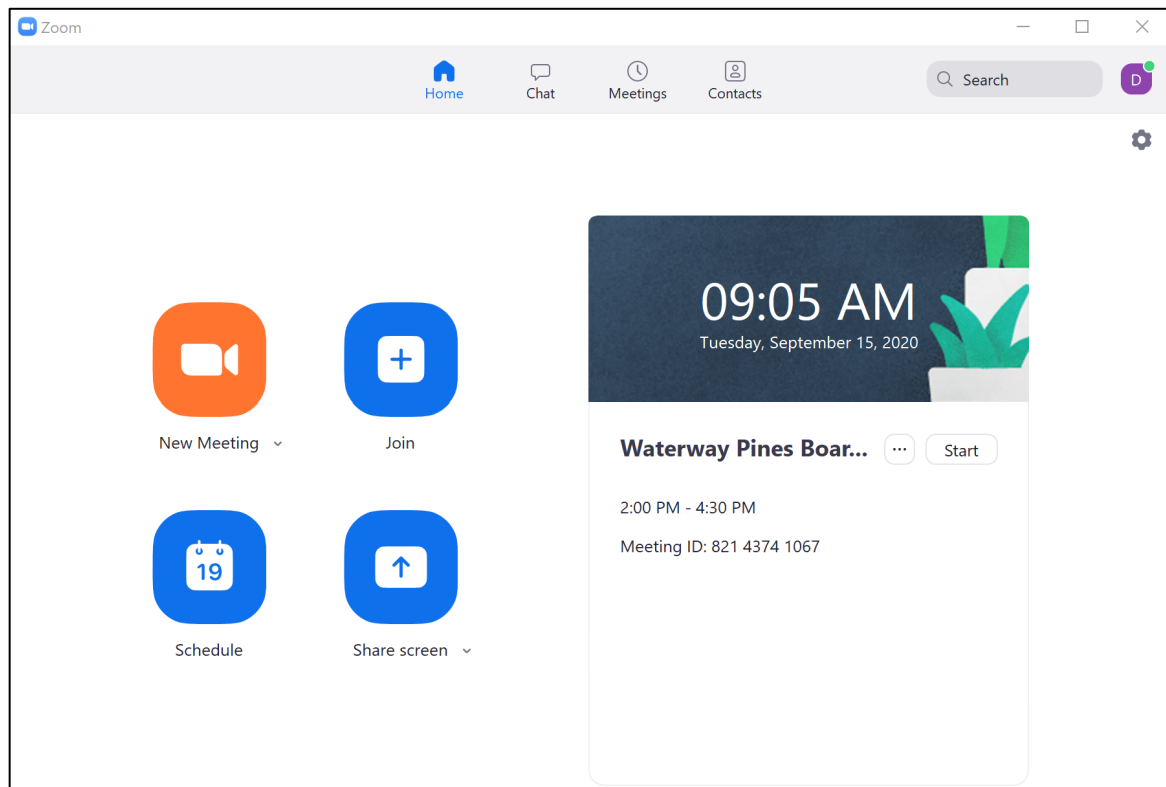 Zoom
Home
Chat
Meetings
Contacts
Search
D
09:05 AM
Tuesday, September 15, 2020
New Meeting
Join
Waterway Pines Boar...
...
Start
2:00 PM - 4:30 PM
Meeting ID: 821 4374 1067
19
Schedule
Share screen